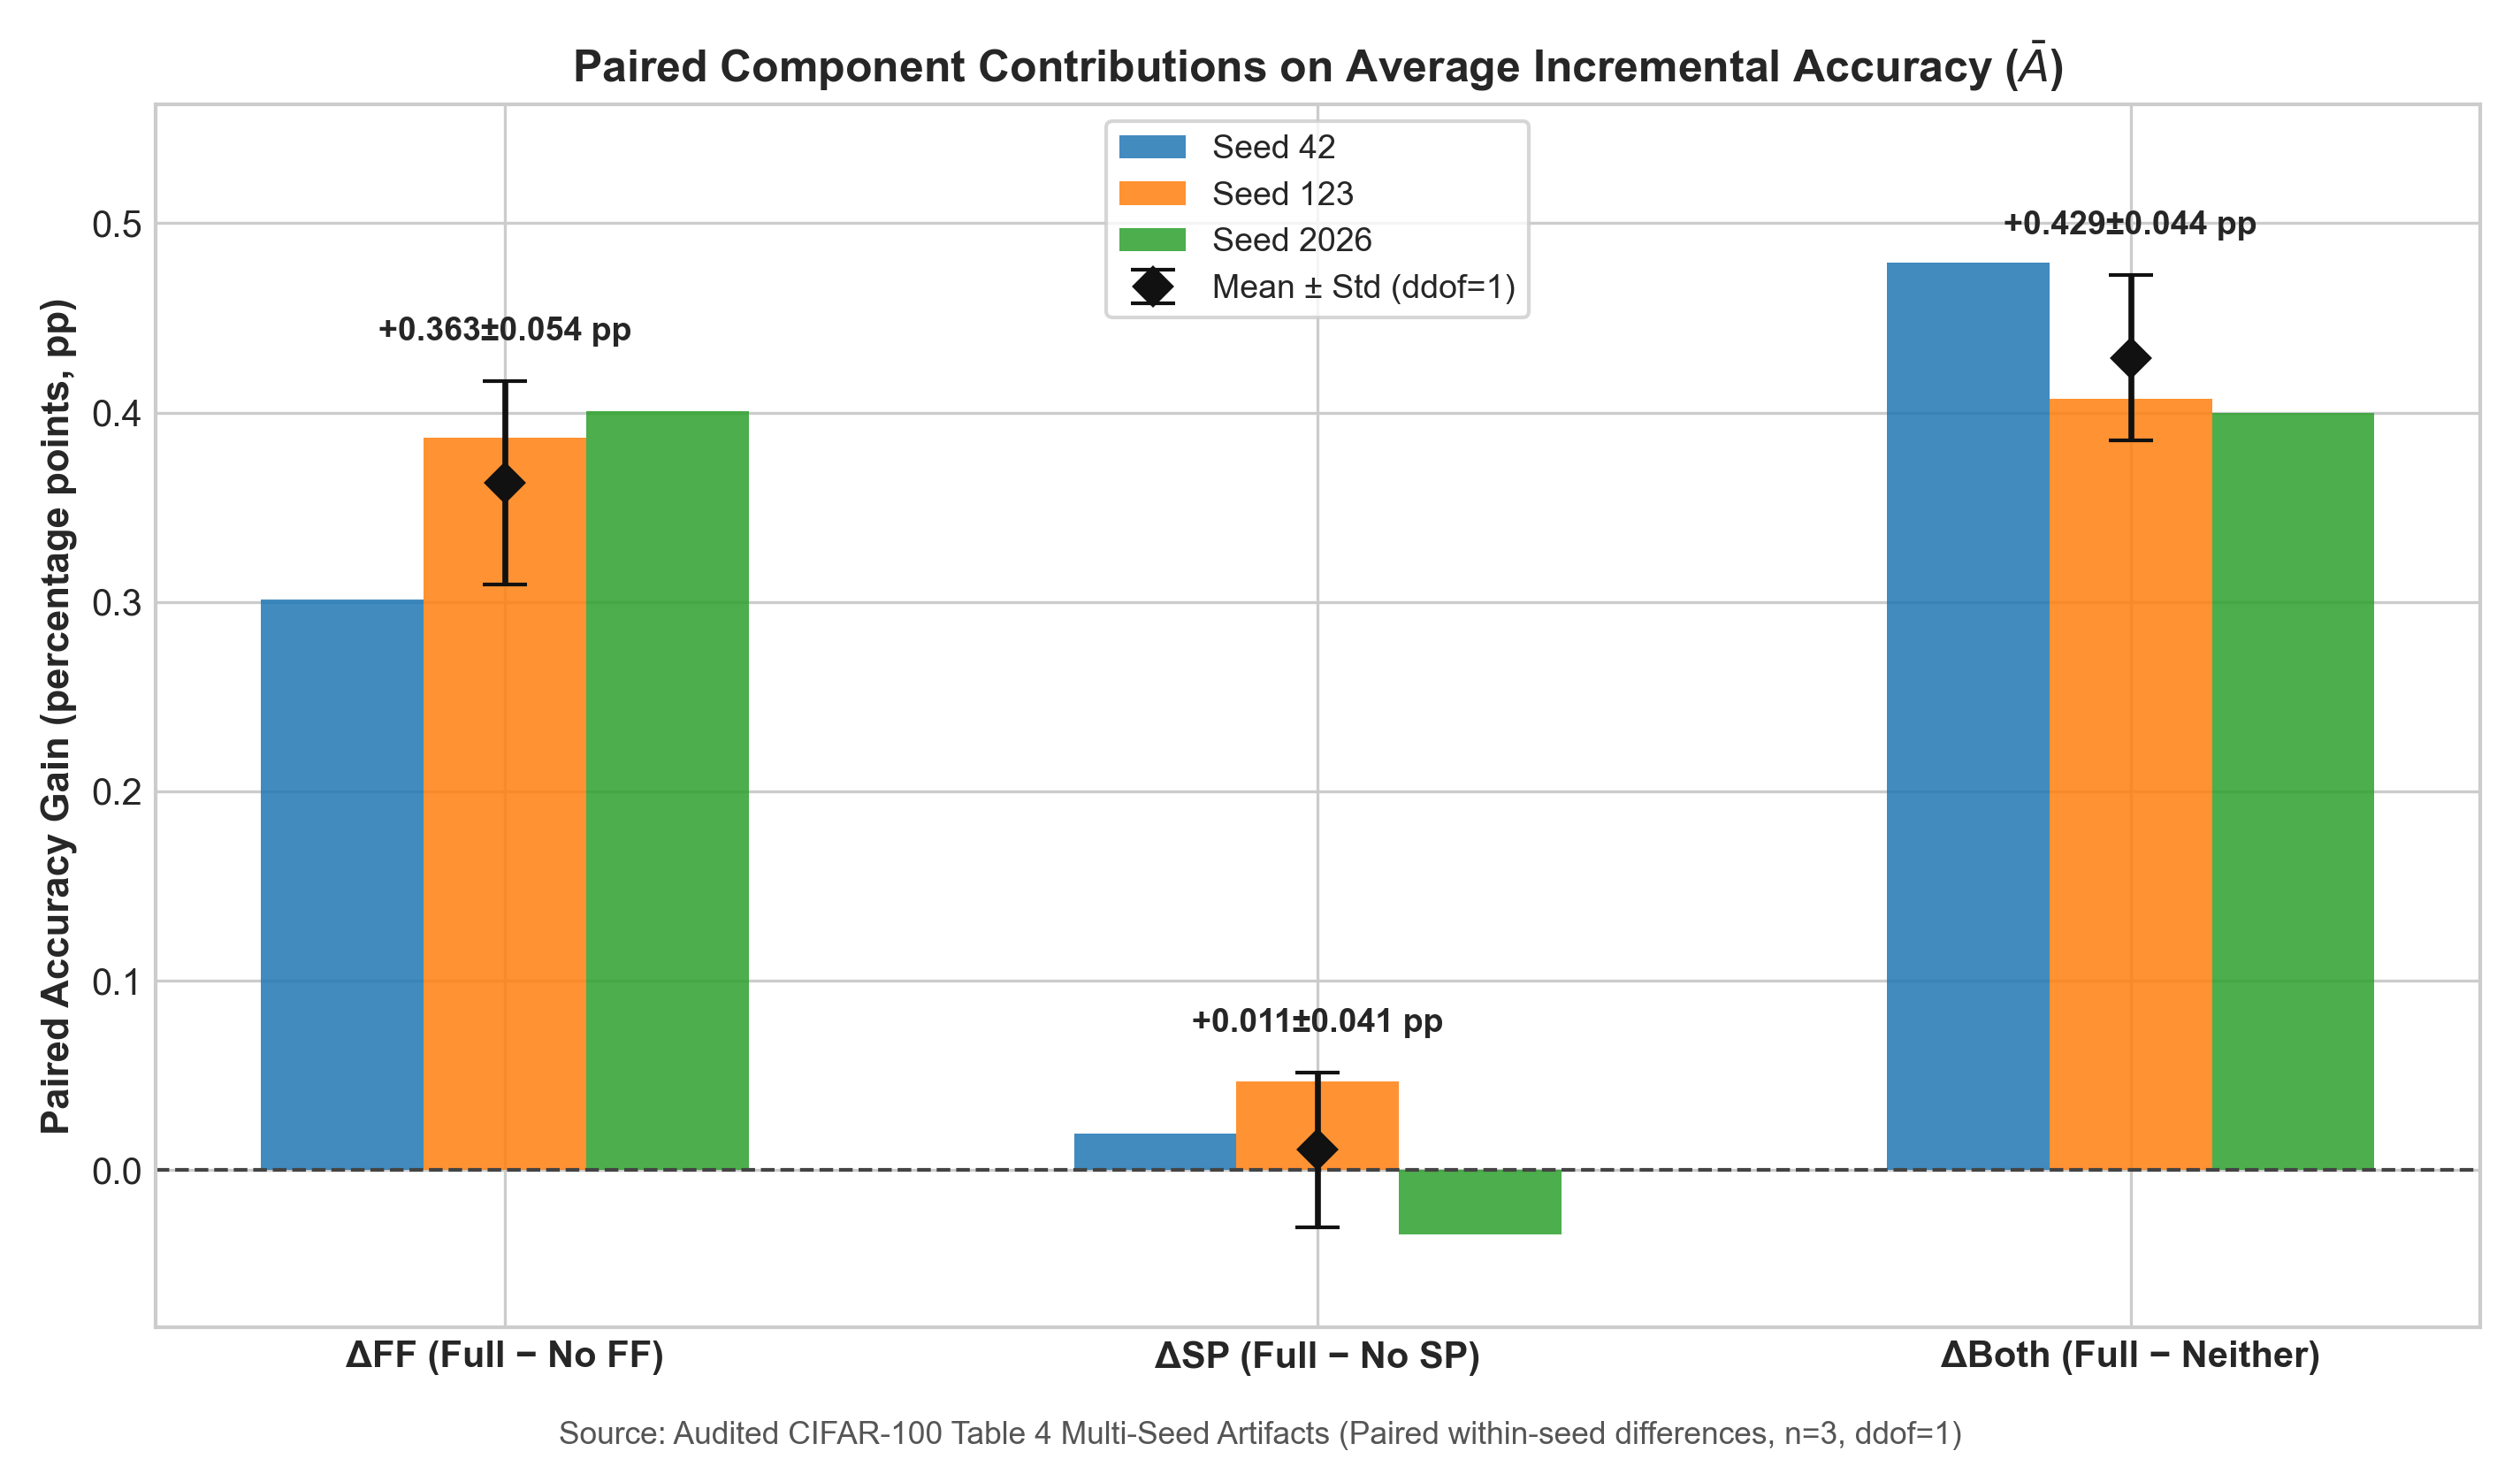 Paired Component Contributions on Average Incremental Accuracy (Ā)
Seed 42
Seed 123
Seed 2026
Mean ± Std (ddof=1)
+0.363±0.054 pp
+0.011±0.041 pp
+0.429±0.044 pp
Paired Accuracy Gain (percentage points, pp)
0.5
0.4
0.3
0.2
0.1
0.0
ΔFF (Full − No FF)
ΔSP (Full − No SP)
ΔBoth (Full − Neither)
Source: Audited CIFAR-100 Table 4 Multi-Seed Artifacts (Paired within-seed differences, n=3, ddof=1)